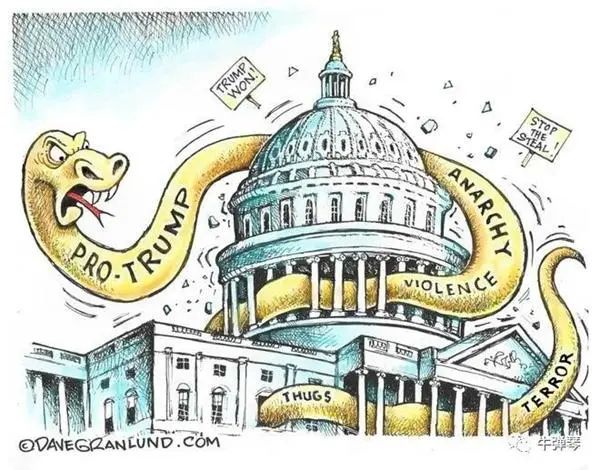 TRUMP
WON!
STOP
THE
STEAL!
PRO-TRUMP
ANARCHY
VIOLENCE
THUGS
TERROR
©DAVEGRANLUND.COM
牛弹琴